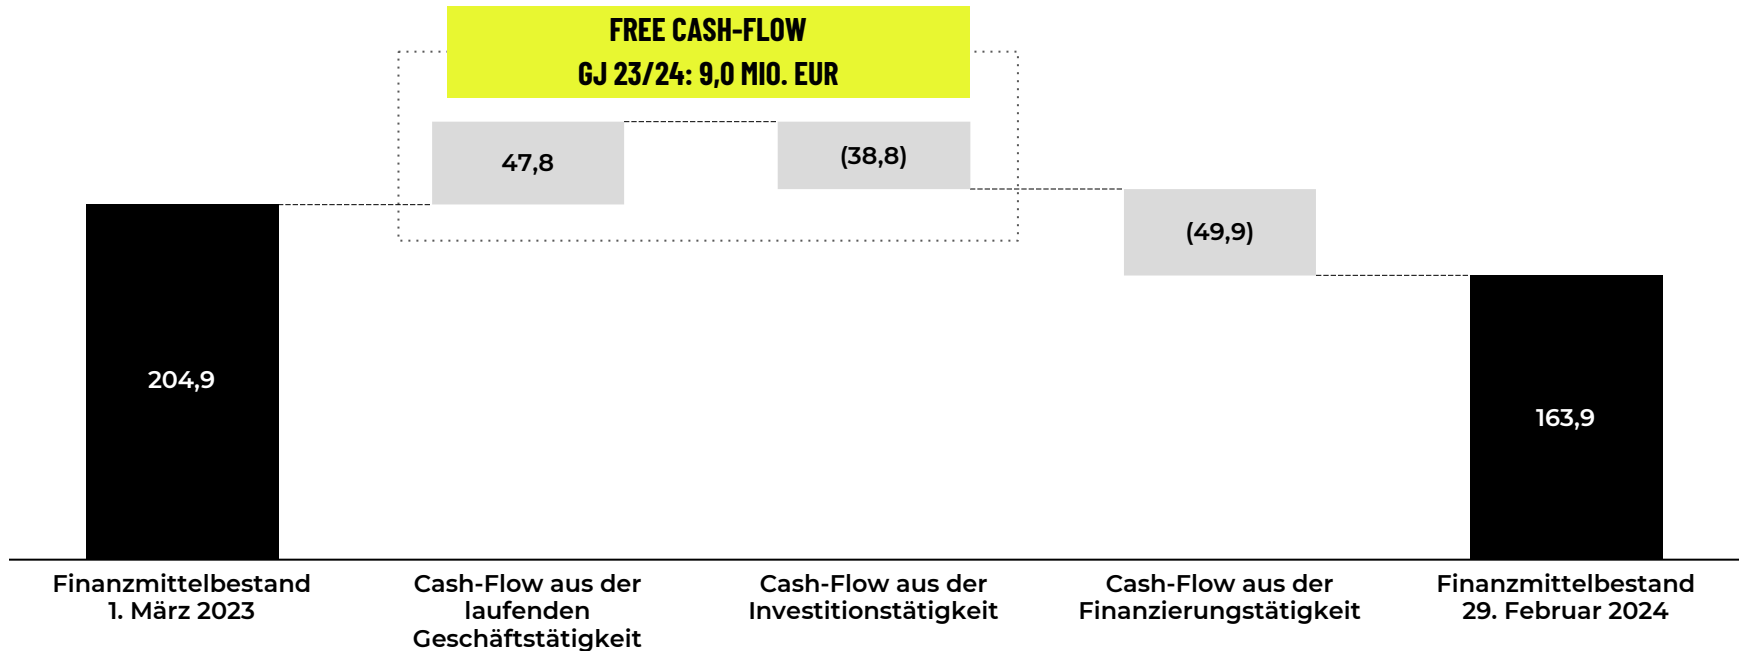 FREE CASH-FLOW
GJ 23/24: 9,0 MIO. EUR
47,8
(38,8)
(49,9)
204,9
163,9
Finanzmittelbestand
1. März 2023
Cash-Flow aus der
laufenden
Geschäftstätigkeit
Cash-Flow aus der
Investitionstätigkeit
Cash-Flow aus der
Finanzierungstätigkeit
Finanzmittelbestand
29. Februar 2024